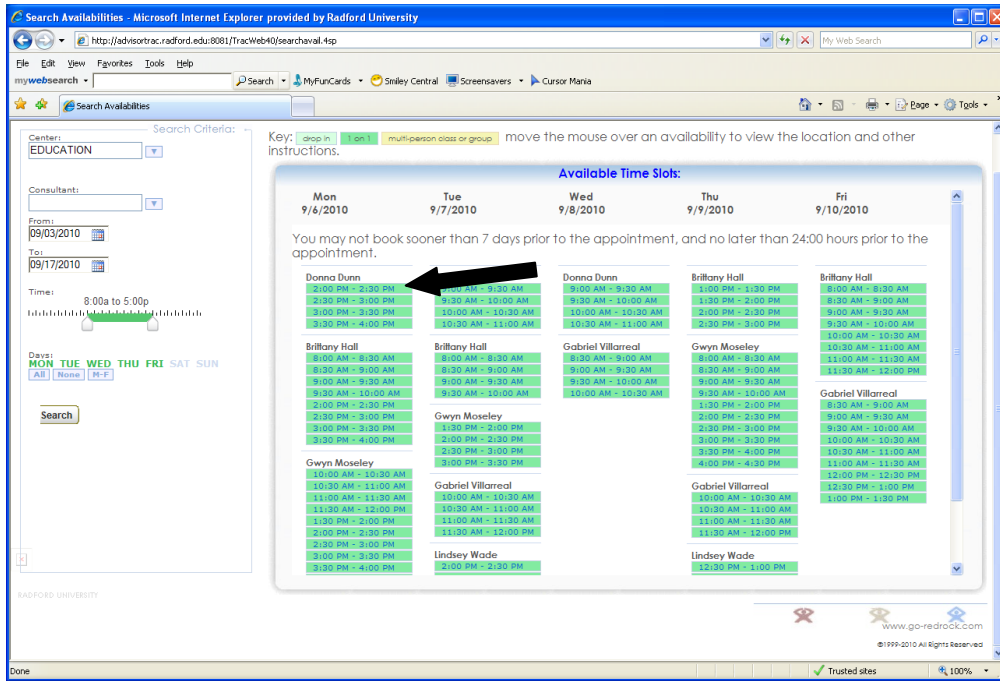 Search Availabilities - Microsoft Internet Explorer provided by Radford University
http://advisortrac.radford.edu:8081/TracWeb40/searchavail.4sp
My Web Search
File Edit View Favorites Tools Help
mywebsearch Search MyFunCards Smiley Central Screensavers Cursor Mania
Search Availabilities
Page Tools
Search Criteria:
Center:
EDUCATION
Consultant:
From:
09/03/2010
To:
09/17/2010
Time:
8:00a to 5:00p
Days:
MON TUE WED THU FRI SAT SUN
All None M-F
Search
RADFORD UNIVERSITY
Key: drop in 1 on 1 multi-person class or group move the mouse over an availability to view the location and other
instructions.
Available Time Slots:
Mon Tue Wed Thu Fri
9/6/2010 9/7/2010 9/8/2010 9/9/2010 9/10/2010
You may not book sooner than 7 days prior to the appointment, and no later than 24:00 hours prior to the
appointment.
Donna Dunn
2:00 PM - 2:30 PM
2:30 PM - 3:00 PM
3:00 PM - 3:30 PM
3:30 PM - 4:00 PM
Brittany Hall
8:00 AM - 8:30 AM
8:30 AM - 9:00 AM
9:00 AM - 9:30 AM
9:30 AM - 10:00 AM
2:00 PM - 2:30 PM
2:30 PM - 3:00 PM
3:00 PM - 3:30 PM
3:30 PM - 4:00 PM
Gwyn Moseley
10:00 AM - 10:30 AM
10:30 AM - 11:00 AM
11:00 AM - 11:30 AM
11:30 AM - 12:00 PM
1:30 PM - 2:00 PM
2:00 PM - 2:30 PM
2:30 PM - 3:00 PM
3:00 PM - 3:30 PM
3:30 PM - 4:00 PM
9:00 AM - 9:30 AM
9:30 AM - 10:00 AM
10:00 AM - 10:30 AM
10:30 AM - 11:00 AM
Brittany Hall
8:00 AM - 8:30 AM
8:30 AM - 9:00 AM
9:00 AM - 9:30 AM
9:30 AM - 10:00 AM
Gwyn Moseley
1:30 PM - 2:00 PM
2:00 PM - 2:30 PM
2:30 PM - 3:00 PM
3:00 PM - 3:30 PM
Gabriel Villarreal
10:00 AM - 10:30 AM
10:30 AM - 11:00 AM
11:00 AM - 11:30 AM
11:30 AM - 12:00 PM
Lindsey Wade
2:00 PM - 2:30 PM
Donna Dunn
9:00 AM - 9:30 AM
9:30 AM - 10:00 AM
10:00 AM - 10:30 AM
10:30 AM - 11:00 AM
Gabriel Villarreal
8:30 AM - 9:00 AM
9:00 AM - 9:30 AM
9:30 AM - 10:00 AM
10:00 AM - 10:30 AM
Brittany Hall
1:00 PM - 1:30 PM
1:30 PM - 2:00 PM
2:00 PM - 2:30 PM
2:30 PM - 3:00 PM
Gwyn Moseley
8:00 AM - 8:30 AM
8:30 AM - 9:00 AM
9:00 AM - 9:30 AM
9:30 AM - 10:00 AM
1:30 PM - 2:00 PM
2:00 PM - 2:30 PM
2:30 PM - 3:00 PM
3:00 PM - 3:30 PM
3:30 PM - 4:00 PM
4:00 PM - 4:30 PM
Gabriel Villarreal
10:00 AM - 10:30 AM
10:30 AM - 11:00 AM
11:00 AM - 11:30 AM
11:30 AM - 12:00 PM
Lindsey Wade
12:30 PM - 1:00 PM
Brittany Hall
8:00 AM - 8:30 AM
8:30 AM - 9:00 AM
9:00 AM - 9:30 AM
9:30 AM - 10:00 AM
10:00 AM - 10:30 AM
10:30 AM - 11:00 AM
11:00 AM - 11:30 AM
11:30 AM - 12:00 PM
Gabriel Villarreal
8:30 AM - 9:00 AM
9:00 AM - 9:30 AM
9:30 AM - 10:00 AM
10:00 AM - 10:30 AM
10:30 AM - 11:00 AM
11:00 AM - 11:30 AM
12:00 PM - 12:30 PM
12:30 PM - 1:00 PM
1:00 PM - 1:30 PM
www.go-redrock.com
©1999-2010 All Rights Reserved
Done Trusted sites 100%